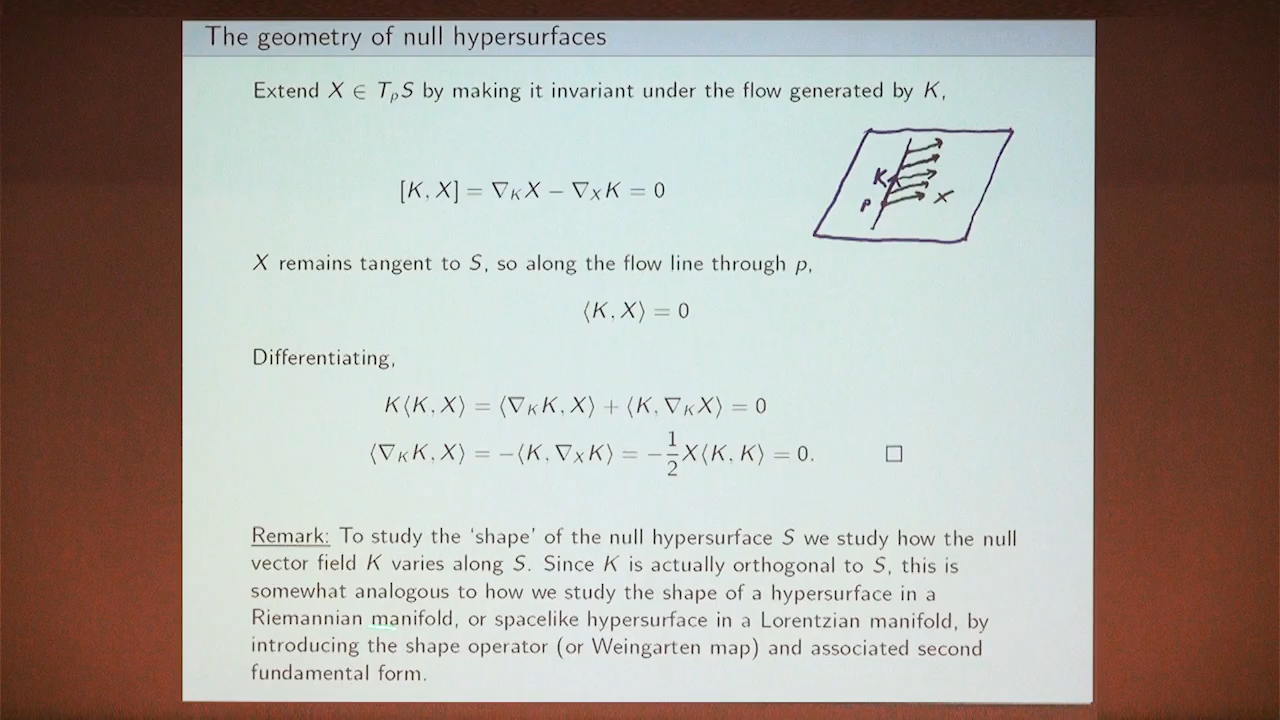 The geometry of null hypersurfaces
Extend X ∈ TₚS by making it invariant under the flow generated by K,
K
P
X
[K, X] = ∇_K X − ∇_X K = 0
X remains tangent to S, so along the flow line through p,
⟨K, X⟩ = 0
Differentiating,
K⟨K, X⟩ = ⟨∇_K K, X⟩ + ⟨K, ∇_K X⟩ = 0
⟨∇_K K, X⟩ = −⟨K, ∇_X K⟩ = −½X⟨K, K⟩ = 0. □
Remark: To study the ‘shape’ of the null hypersurface S we study how the null
vector field K varies along S. Since K is actually orthogonal to S, this is
somewhat analogous to how we study the shape of a hypersurface in a
Riemannian manifold, or spacelike hypersurface in a Lorentzian manifold, by
introducing the shape operator (or Weingarten map) and associated second
fundamental form.